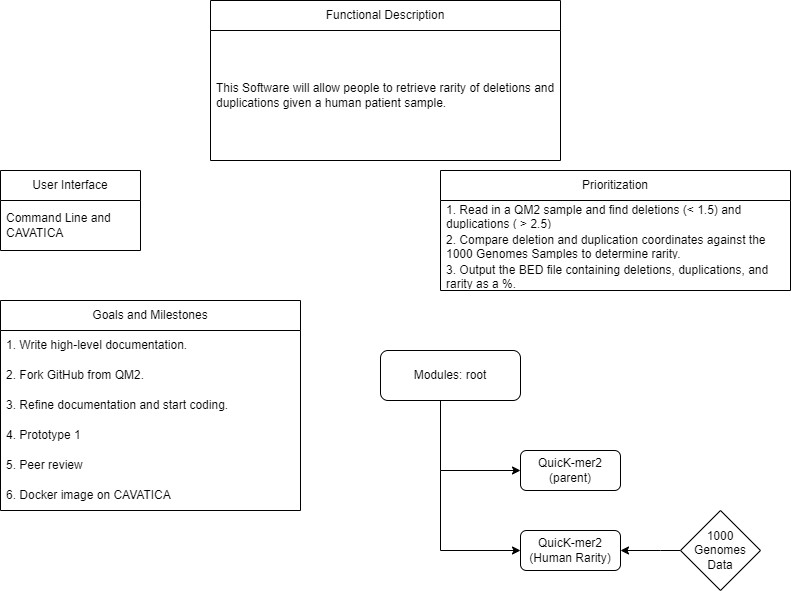 Functional Description
This Software will allow people to retrieve rarity of deletions and
duplications given a human patient sample.
User Interface
Command Line and
CAVATICA
Prioritization
1. Read in a QM2 sample and find deletions (< 1.5) and
duplications ( > 2.5)
2. Compare deletion and duplication coordinates against the
1000 Genomes Samples to determine rarity.
3. Output the BED file containing deletions, duplications, and
rarity as a %.
Goals and Milestones
1. Write high-level documentation.
2. Fork GitHub from QM2.
3. Refine documentation and start coding.
4. Prototype 1
5. Peer review
6. Docker image on CAVATICA
Modules: root
QuicK-mer2
(parent)
QuicK-mer2
(Human Rarity)
1000
Genomes
Data